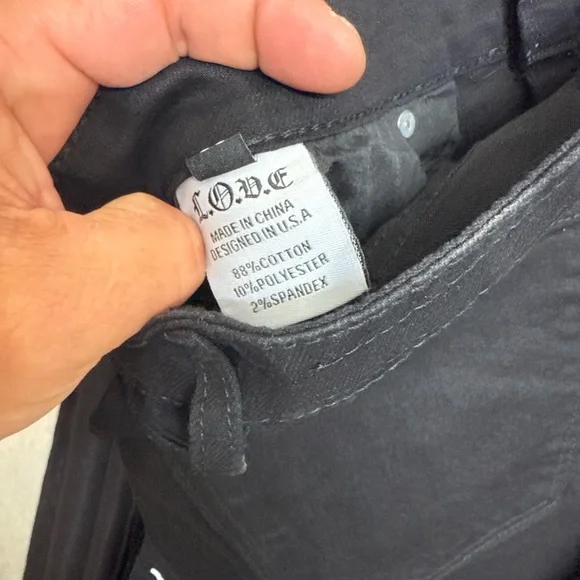 L.O.V.E
MADE IN CHINA
DESIGNED IN U.S.A
88%COTTON
10%POLYESTER
2%SPANDEX